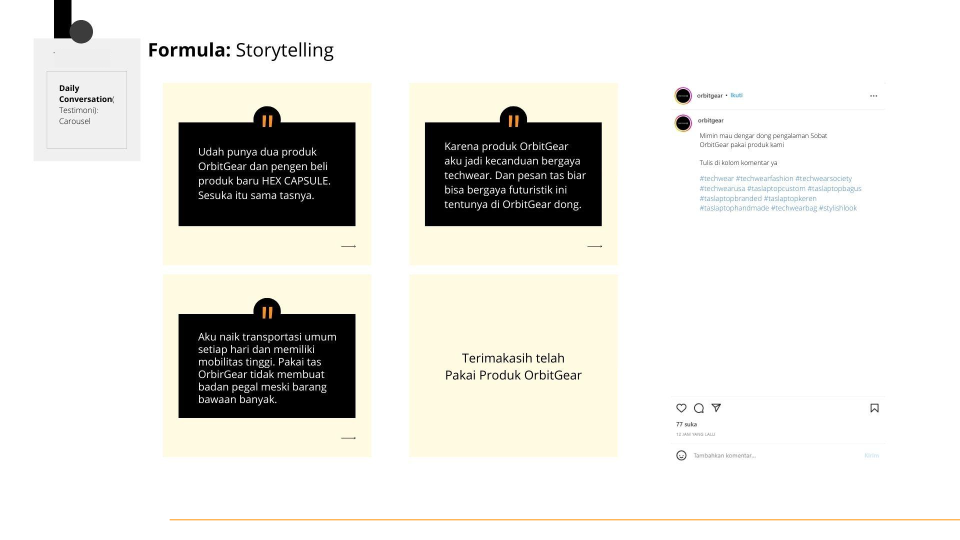 Formula: Storytelling
Daily
Conversation(
Testimoni):
Carousel
Udah punya dua produk
OrbitGear dan pengen beli
produk baru HEX CAPSULE.
Sesuka itu sama tasnya.
Karena produk OrbitGear
aku jadi kecanduan bergaya
techwear. Dan pesan tas biar
bisa bergaya futuristik ini
tentunya di OrbitGear dong.
Aku naik transportasi umum
setiap hari dan memiliki
mobilitas tinggi. Pakai tas
OrbirGear tidak membuat
badan pegal meski barang
bawaan banyak.
Terimakasih telah
Pakai Produk OrbitGear
orbitgear • Ikuti
orbitgear
Mimin mau dengar dong pengalaman Sobat
OrbitGear pakai produk kami
Tulis di kolom komentar ya
#techwear #techwearfashion #techwearsociety
#techwearusa #taslaptopcustom #taslaptopbagus
#taslaptopbranded #taslaptopkeren
#taslaptophandmade #techwearbag #stylishlook
77 suka
JAM YANG LALU
Tambahkan komentar...
Kirim